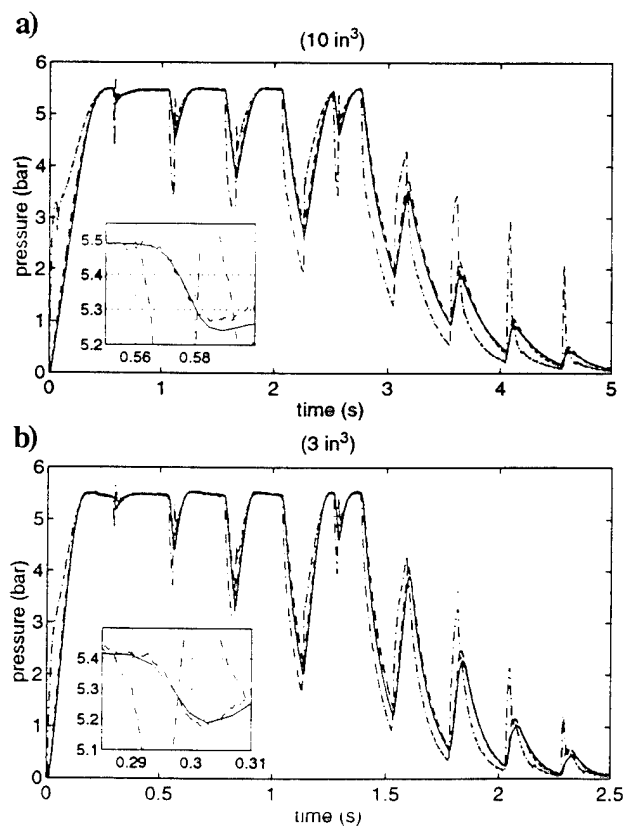 a)
(10 in³)
pressure (bar)
6
5
4
3
2
1
0
5.5
5.4
5.3
5.2
0.56 0.58
0 1 2 3 4 5
time (s)
b)
(3 in³)
pressure (bar)
6
5
4
3
2
1
0
5.4
5.3
5.2
5.1
0.29 0.3 0.31
0 0.5 1 1.5 2 2.5
time (s)